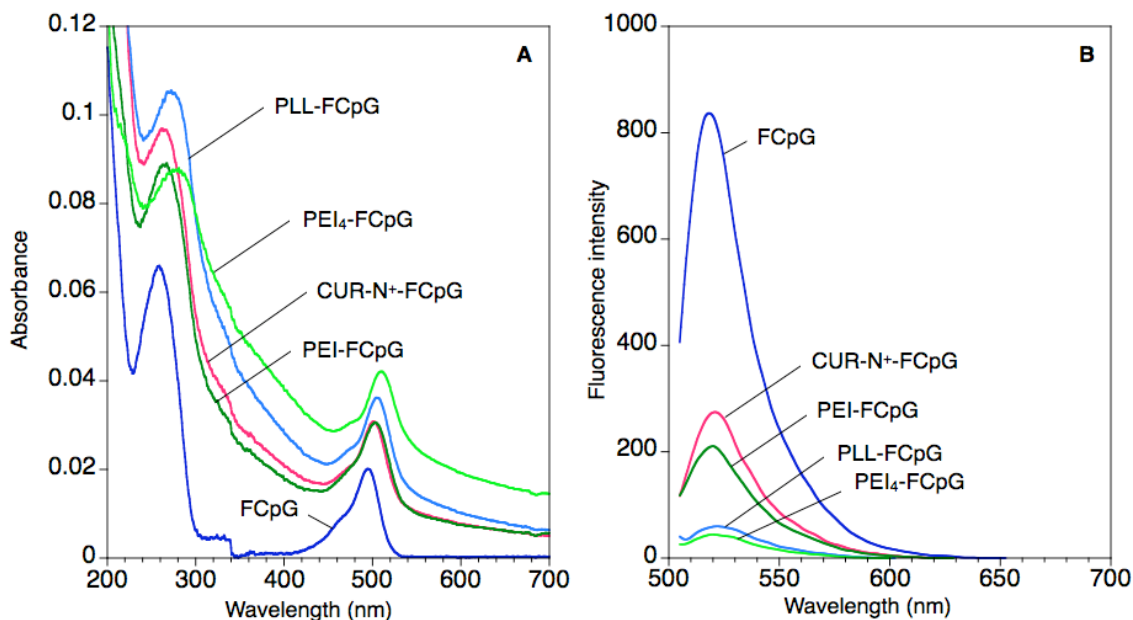 A
0.12
0.1
0.08
0.06
0.04
0.02
0
Absorbance
PLL-FCpG
PEI₄-FCpG
CUR-N⁺-FCpG
PEI-FCpG
FCpG
200 300 400 500 600 700
Wavelength (nm)
B
1000
800
600
400
200
0
Fluorescence intensity
FCpG
CUR-N⁺-FCpG
PEI-FCpG
PLL-FCpG
PEI₄-FCpG
500 550 600 650 700
Wavelength (nm)